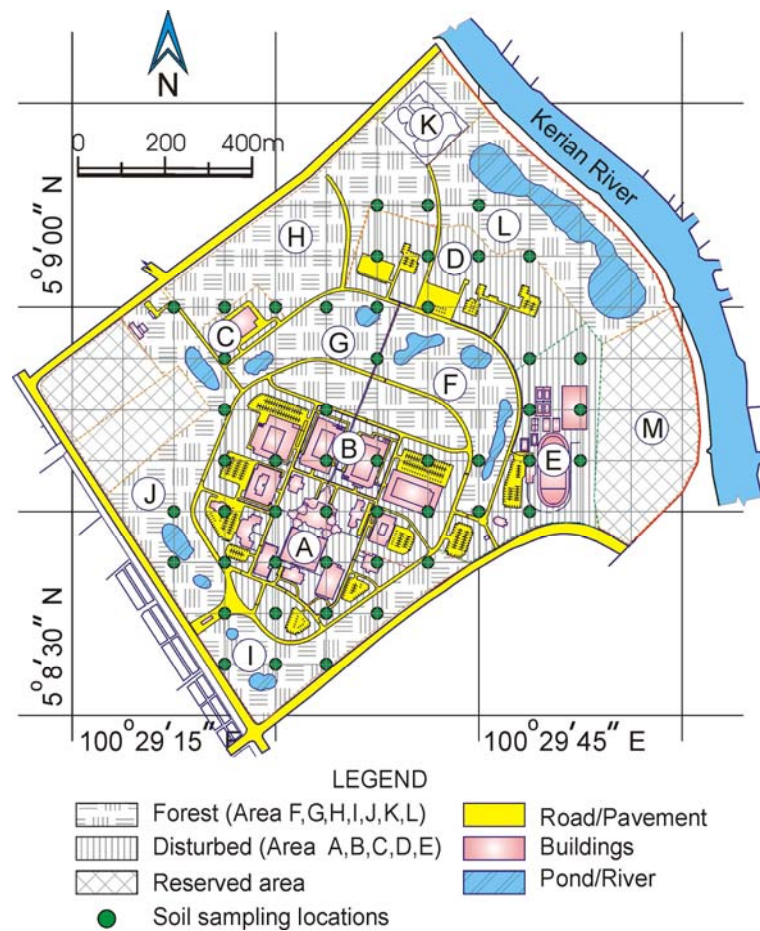 N
0 200 400m
K
Kerian River
5°9'00" N
H
L
D
C
G
F
M
B
E
J
A
I
5°8'30" N
100°29'15" E 100°29'45" E
LEGEND
Forest (Area F,G,H,I,J,K,L)
Road/Pavement
Disturbed (Area A,B,C,D,E)
Buildings
Reserved area
Pond/River
Soil sampling locations